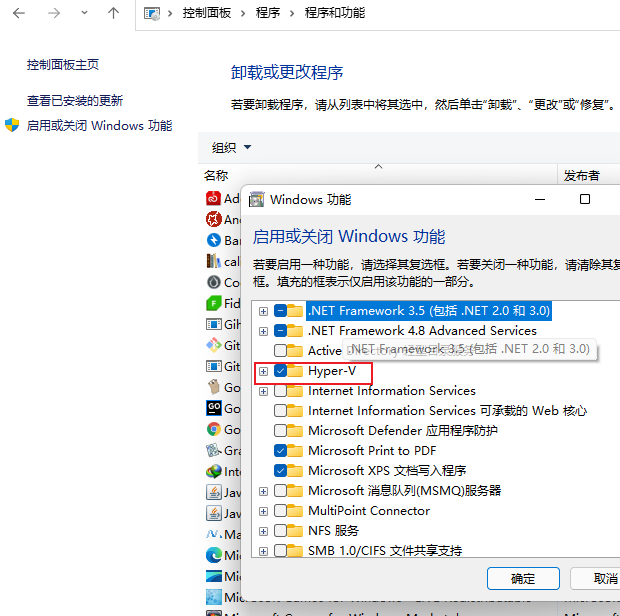 控制面板 › 程序 › 程序和功能
控制面板主页
查看已安装的更新
启用或关闭 Windows 功能
卸载或更改程序
若要卸载程序，请从列表中将其选中，然后单击“卸载”、“更改”或“修复”。
组织
名称
发布者
Windows 功能
启用或关闭 Windows 功能
若要启用一种功能，请选择其复选框。若要关闭一种功能，请清除其复
框。填充的框表示仅启用该功能的一部分。
.NET Framework 3.5 (包括 .NET 2.0 和 3.0)
.NET Framework 4.8 Advanced Services
Active
.NET Framework 3.5 (包括 .NET 2.0 和 3.0)
Hyper-V
Internet Information Services
Internet Information Services 可承载的 Web 核心
Microsoft Defender 应用程序防护
Microsoft Print to PDF
Microsoft XPS 文档写入程序
Microsoft 消息队列(MSMQ)服务器
MultiPoint Connector
NFS 服务
SMB 1.0/CIFS 文件共享支持
确定
取消
Ad
An
Ba
cal
Co
Fid
Gih
Git
Git
Go
Go
Go
Gra
Int
Jav
Jav
Ma
Mic
Mic